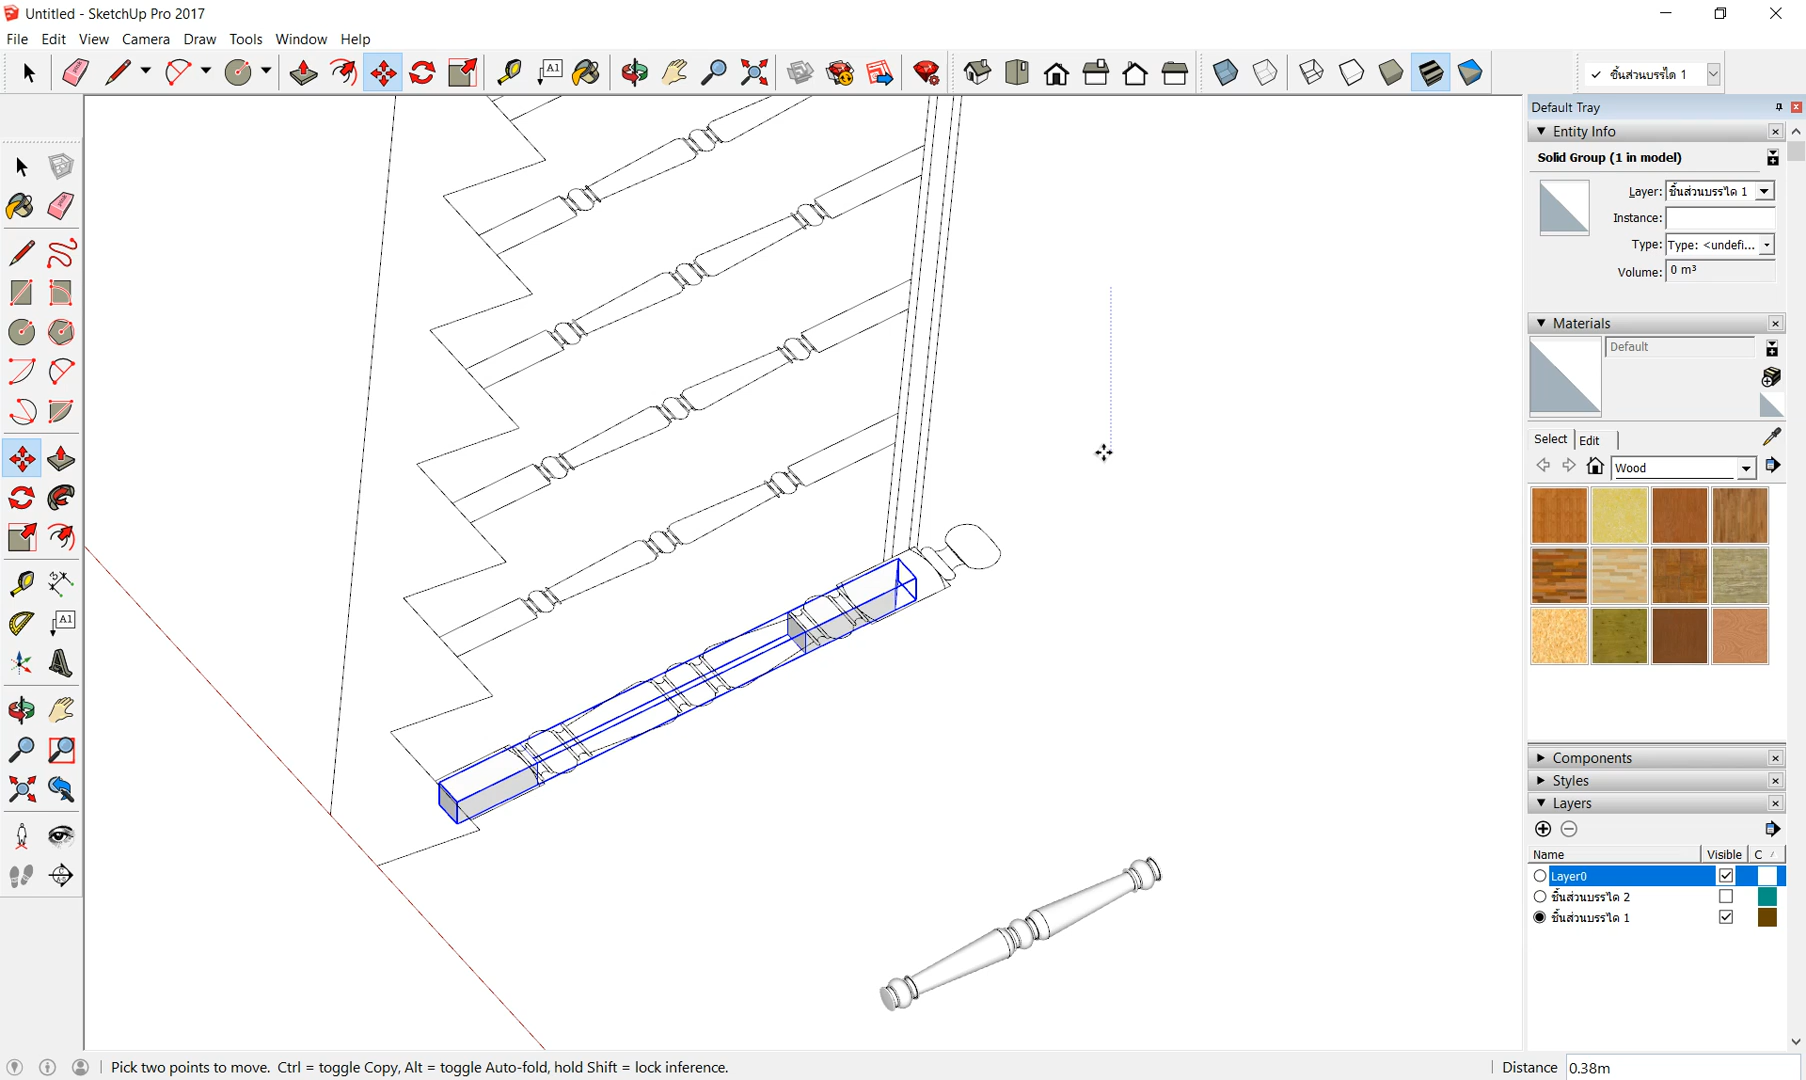 Untitled - SketchUp Pro 2017
File Edit View Camera Draw Tools Window Help
A1
✓ ชิ้นส่วนบรรได 1
Default Tray
Entity Info
Solid Group (1 in model)
Layer: ชิ้นส่วนบรรได 1
Instance:
Type: Type: <undefi...
Volume: 0 m³
Materials
Default
Select Edit
Wood
A1
Components
Styles
Layers
Name Visible C
Layer0
ชิ้นส่วนบรรได 2
ชิ้นส่วนบรรได 1
Pick two points to move. Ctrl = toggle Copy, Alt = toggle Auto-fold, hold Shift = lock inference.
Distance 0.38m